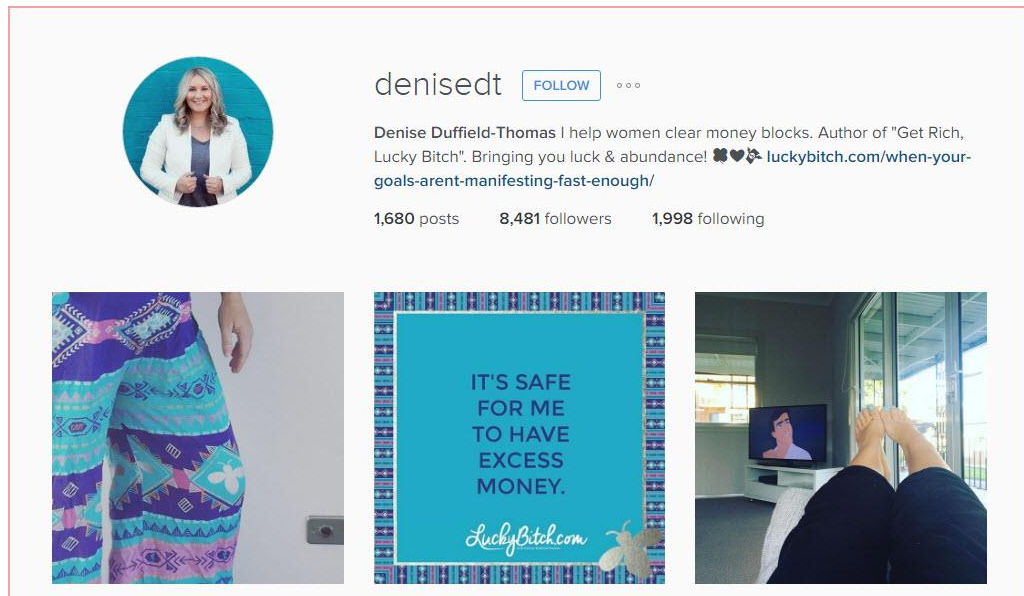 denisedt FOLLOW
Denise Duffield-Thomas I help women clear money blocks. Author of "Get Rich,
Lucky Bitch". Bringing you luck & abundance! luckybitch.com/when-your-
goals-arent-manifesting-fast-enough/
1,680 posts 8,481 followers 1,998 following
IT'S SAFE
FOR ME
TO HAVE
EXCESS
MONEY.
LuckyBitch.com